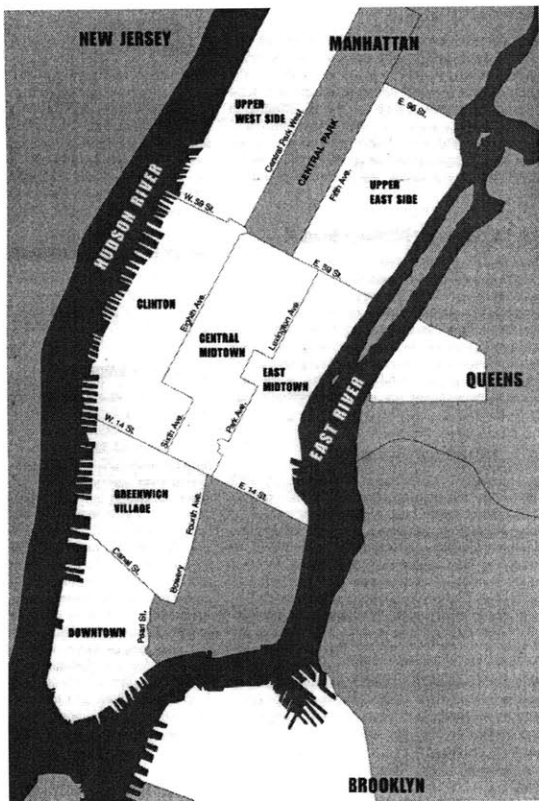 NEW JERSEY
MANHATTAN
UPPER
WEST SIDE
Central Park West
CENTRAL PARK
E. 96 St.
Fifth Ave.
UPPER
EAST SIDE
W. 59 St.
HUDSON RIVER
E. 59 St.
CLINTON
Eighth Ave.
CENTRAL
MIDTOWN
Lexington Ave.
EAST
MIDTOWN
QUEENS
EAST RIVER
W. 14 St.
Sixth Ave.
Park Ave.
E. 14 St.
GREENWICH
VILLAGE
Fourth Ave.
Canal St.
Bowery
DOWNTOWN
Pearl St.
BROOKLYN